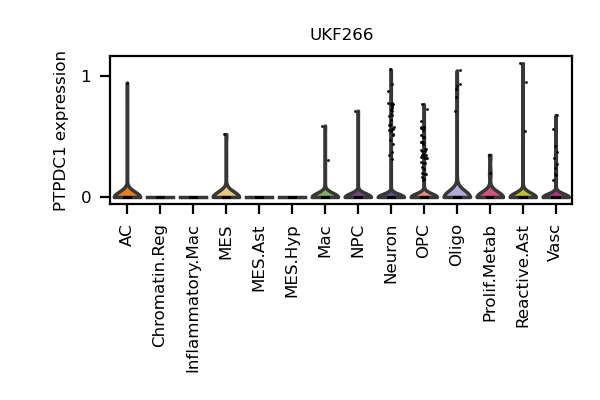 UKF266
PTPDC1 expression
1
0
AC
Chromatin.Reg
Inflammatory.Mac
MES
MES.Ast
MES.Hyp
Mac
NPC
Neuron
OPC
Oligo
Prolif.Metab
Reactive.Ast
Vasc